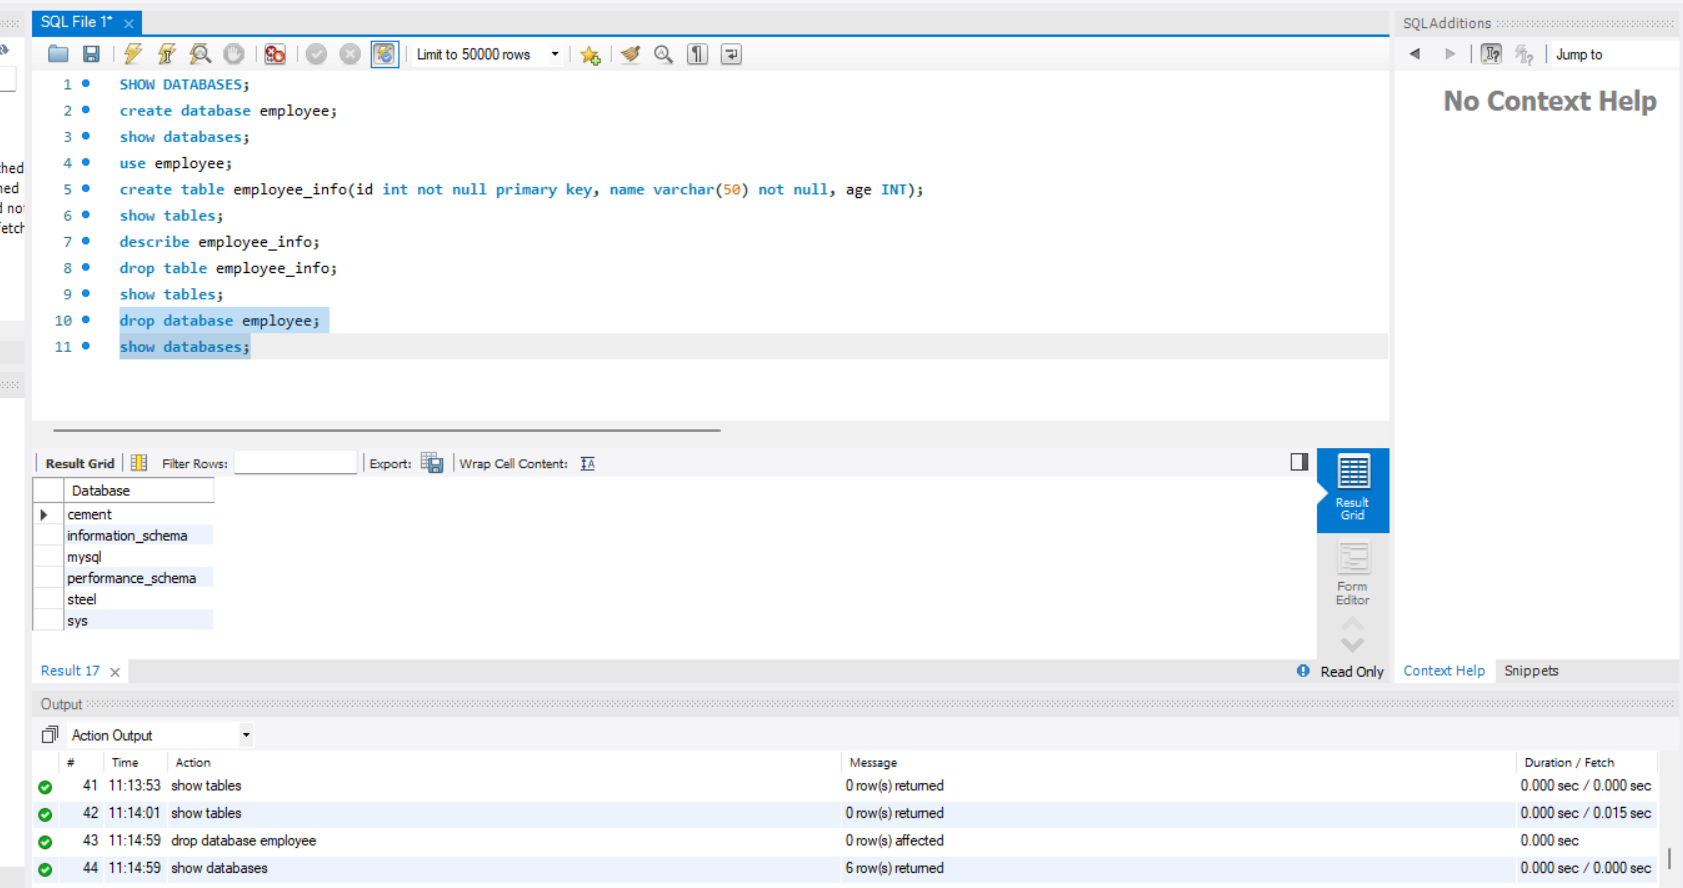 SQL File 1*
SQLAdditions
Limit to 50000 rows
Jump to
1 SHOW DATABASES;
2 create database employee;
3 show databases;
4 use employee;
5 create table employee_info(id int not null primary key, name varchar(50) not null, age INT);
6 show tables;
7 describe employee_info;
8 drop table employee_info;
9 show tables;
10 drop database employee;
11 show databases;
No Context Help
Result Grid Filter Rows: Export: Wrap Cell Content:
Database
cement
information_schema
mysql
performance_schema
steel
sys
Result
Grid
Form
Editor
Result 17
Read Only
Context Help Snippets
Output
Action Output
# Time Action Message Duration / Fetch
41 11:13:53 show tables 0 row(s) returned 0.000 sec / 0.000 sec
42 11:14:01 show tables 0 row(s) returned 0.000 sec / 0.015 sec
43 11:14:59 drop database employee 0 row(s) affected 0.000 sec
44 11:14:59 show databases 6 row(s) returned 0.000 sec / 0.000 sec